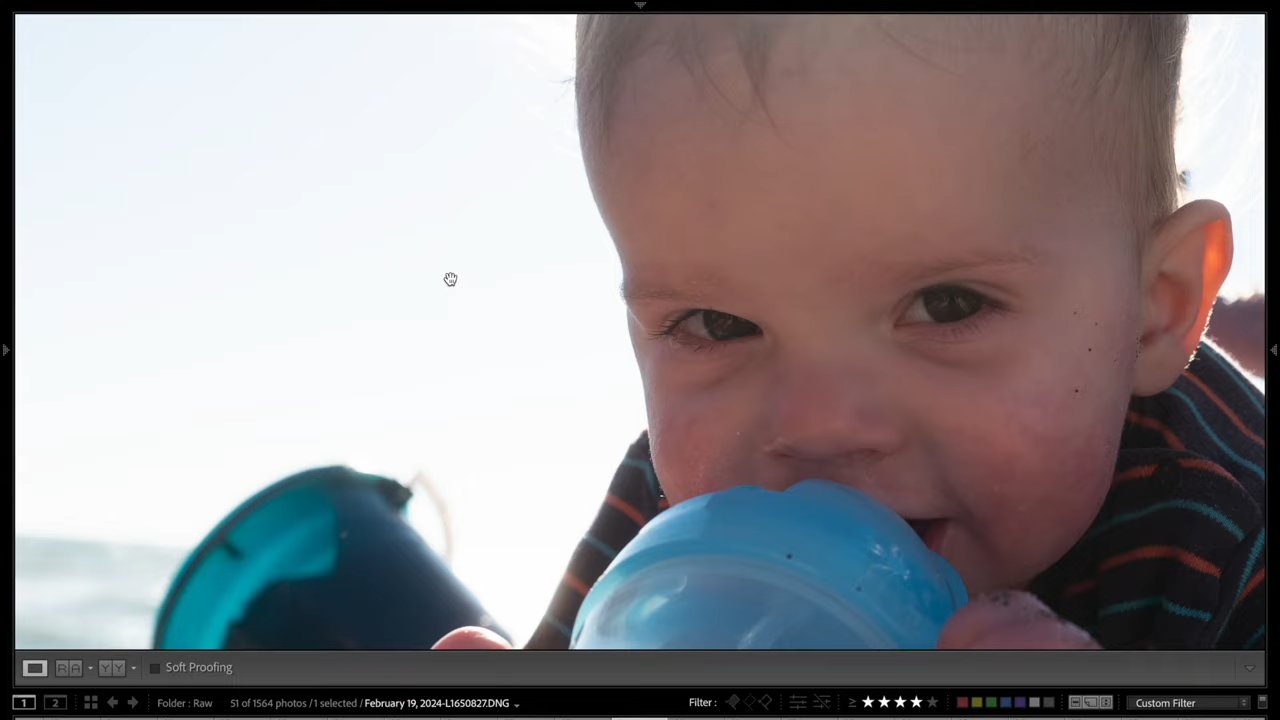 R A Y Y Soft Proofing
1 2 Folder : Raw 51 of 1564 photos /1 selected / February 19, 2024-L1650827.DNG Filter : ≥ ★★★★★ Custom Filter